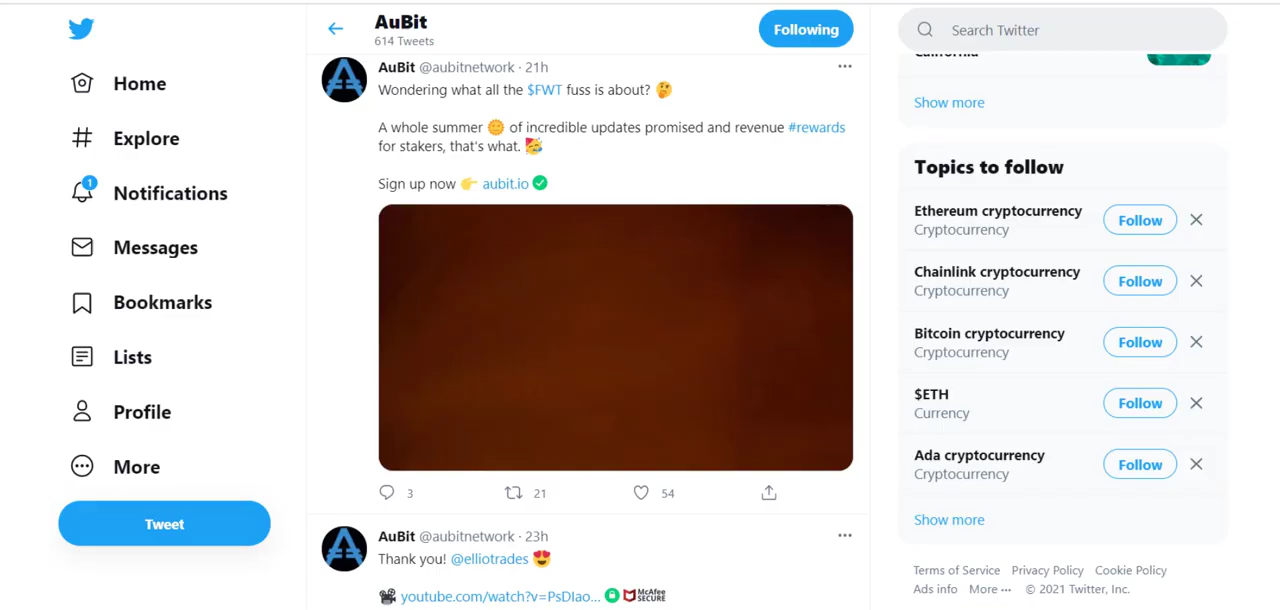 Home
Explore
1
Notifications
Messages
Bookmarks
Lists
Profile
More
Tweet
AuBit
614 Tweets
Following
AuBit @aubitnetwork · 21h
Wondering what all the $FWT fuss is about? 🤔
A whole summer 🌞 of incredible updates promised and revenue #rewards
for stakers, that's what. 🥳
Sign up now 👉 aubit.io
3
21
54
AuBit @aubitnetwork · 23h
Thank you! @elliotrades 😍
🎥 youtube.com/watch?v=PsDIao...
McAfee
SECURE
Search Twitter
California
Show more
Topics to follow
Ethereum cryptocurrency
Cryptocurrency
Follow
Chainlink cryptocurrency
Cryptocurrency
Follow
Bitcoin cryptocurrency
Cryptocurrency
Follow
$ETH
Currency
Follow
Ada cryptocurrency
Cryptocurrency
Follow
Show more
Terms of Service Privacy Policy Cookie Policy
Ads info More ··· © 2021 Twitter, Inc.